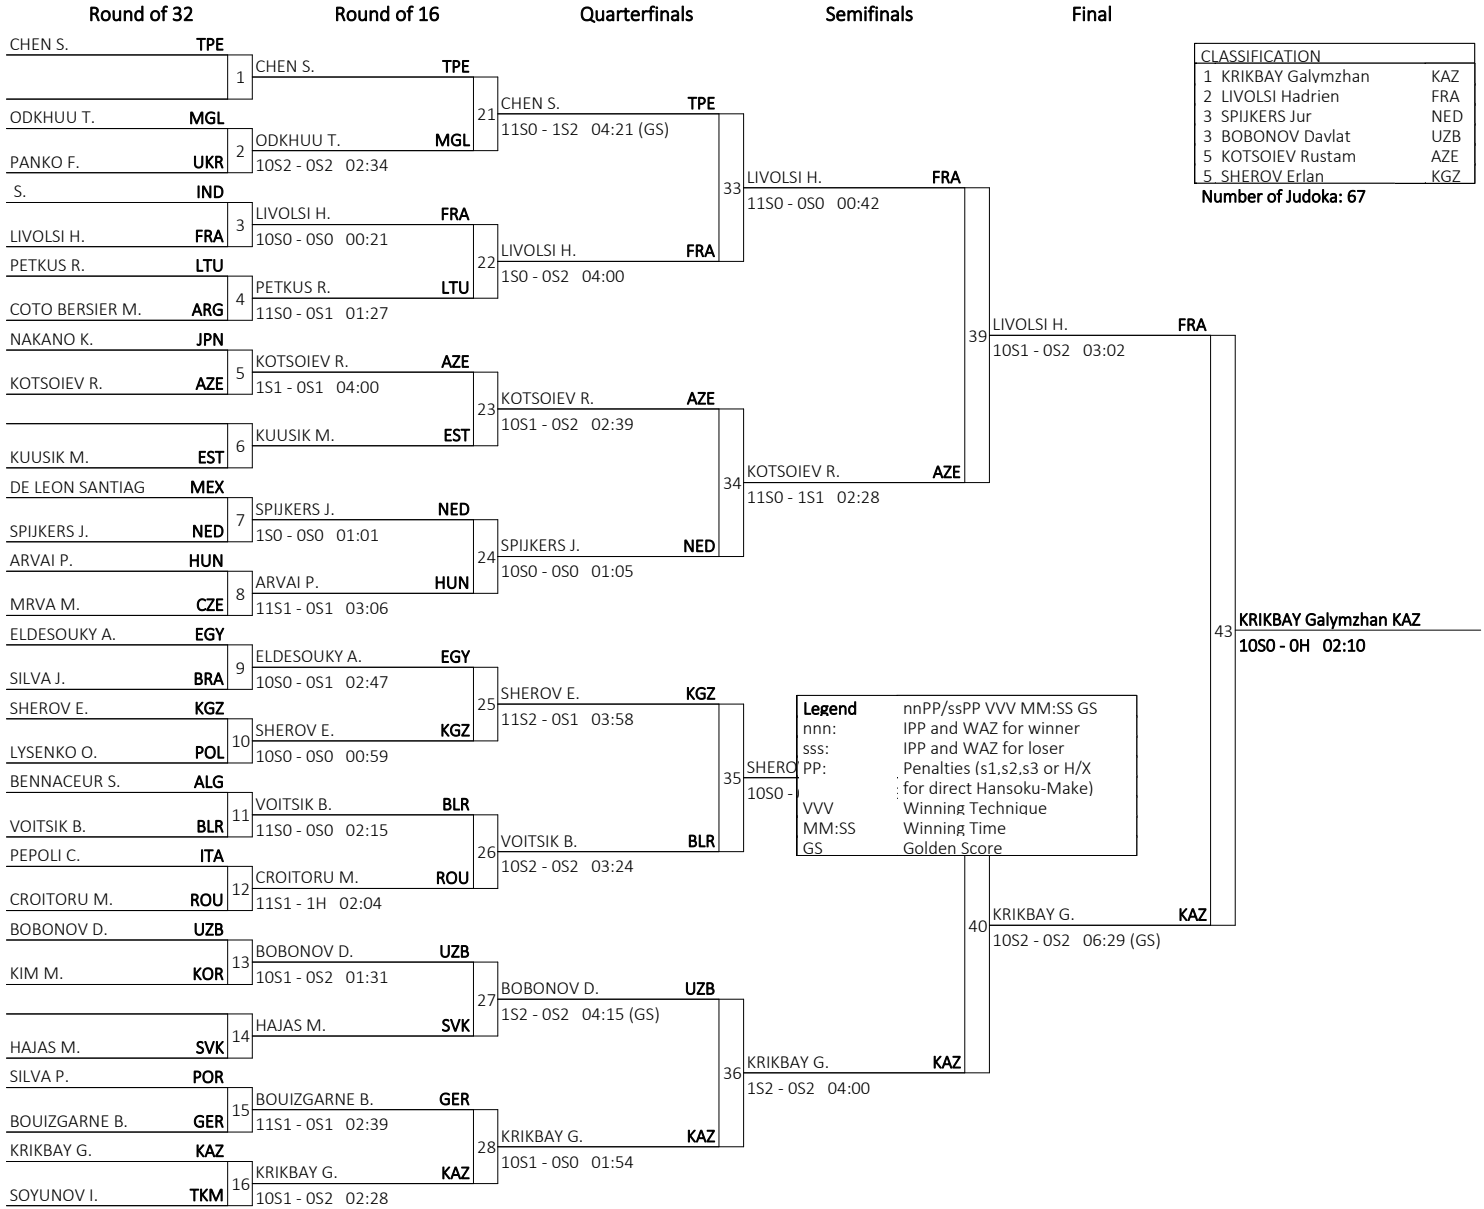 Round of 32 Round of 16 Quarterfinals Semifinals Final
CHEN S. TPE
1
ODKHUU T. MGL
2
PANKO F. UKR
S. IND
3
LIVOLSI H. FRA
PETKUS R. LTU
4
COTO BERSIER M. ARG
NAKANO K. JPN
5
KOTSOIEV R. AZE
6
KUUSIK M. EST
DE LEON SANTIAG MEX
7
SPIJKERS J. NED
ARVAI P. HUN
8
MRVA M. CZE
ELDESOUKY A. EGY
9
SILVA J. BRA
SHEROV E. KGZ
10
LYSENKO O. POL
BENNACEUR S. ALG
11
VOITSIK B. BLR
PEPOLI C. ITA
12
CROITORU M. ROU
BOBONOV D. UZB
13
KIM M. KOR
14
HAJAS M. SVK
SILVA P. POR
15
BOUIZGARNE B. GER
KRIKBAY G. KAZ
16
SOYUNOV I. TKM
CHEN S. TPE
21
ODKHUU T. MGL
10S2 - 0S2 02:34
LIVOLSI H. FRA
10S0 - 0S0 00:21
22
PETKUS R. LTU
11S0 - 0S1 01:27
KOTSOIEV R. AZE
1S1 - 0S1 04:00
23
KUUSIK M. EST
SPIJKERS J. NED
1S0 - 0S0 01:01
24
ARVAI P. HUN
11S1 - 0S1 03:06
ELDESOUKY A. EGY
10S0 - 0S1 02:47
25
SHEROV E. KGZ
10S0 - 0S0 00:59
VOITSIK B. BLR
11S0 - 0S0 02:15
26
CROITORU M. ROU
11S1 - 1H 02:04
BOBONOV D. UZB
10S1 - 0S2 01:31
27
HAJAS M. SVK
BOUIZGARNE B. GER
11S1 - 0S1 02:39
28
KRIKBAY G. KAZ
10S1 - 0S2 02:28
CHEN S. TPE
11S0 - 1S2 04:21 (GS)
33
LIVOLSI H. FRA
1S0 - 0S2 04:00
KOTSOIEV R. AZE
10S1 - 0S2 02:39
34
SPIJKERS J. NED
10S0 - 0S0 01:05
SHEROV E. KGZ
11S2 - 0S1 03:58
35
VOITSIK B. BLR
10S2 - 0S2 03:24
BOBONOV D. UZB
1S2 - 0S2 04:15 (GS)
36
KRIKBAY G. KAZ
10S1 - 0S0 01:54
LIVOLSI H. FRA
11S0 - 0S0 00:42
39
KOTSOIEV R. AZE
11S0 - 1S1 02:28
SHERO
10S0 -
40
KRIKBAY G. KAZ
1S2 - 0S2 04:00
LIVOLSI H. FRA
10S1 - 0S2 03:02
43
KRIKBAY G. KAZ
10S2 - 0S2 06:29 (GS)
KRIKBAY Galymzhan KAZ
10S0 - 0H 02:10
CLASSIFICATION
1 KRIKBAY Galymzhan KAZ
2 LIVOLSI Hadrien FRA
3 SPIJKERS Jur NED
3 BOBONOV Davlat UZB
5 KOTSOIEV Rustam AZE
5 SHEROV Erlan KGZ
Number of Judoka: 67
Legend nnPP/ssPP VVV MM:SS GS
nnn: IPP and WAZ for winner
sss: IPP and WAZ for loser
PP: Penalties (s1,s2,s3 or H/X
for direct Hansoku-Make)
VVV Winning Technique
MM:SS Winning Time
GS Golden Score